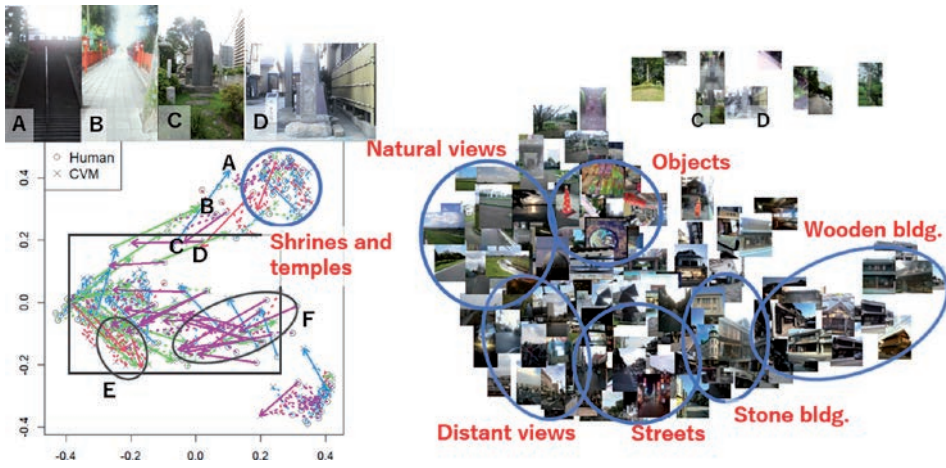 A
B
C
D
Human
CVM
A
B
C
D
Shrines and
temples
F
E
0.4
0.2
0.0
-0.2
-0.4
-0.4
-0.2
0.0
0.2
0.4
C
D
Natural views
Objects
Wooden bldg.
Distant views
Streets
Stone bldg.